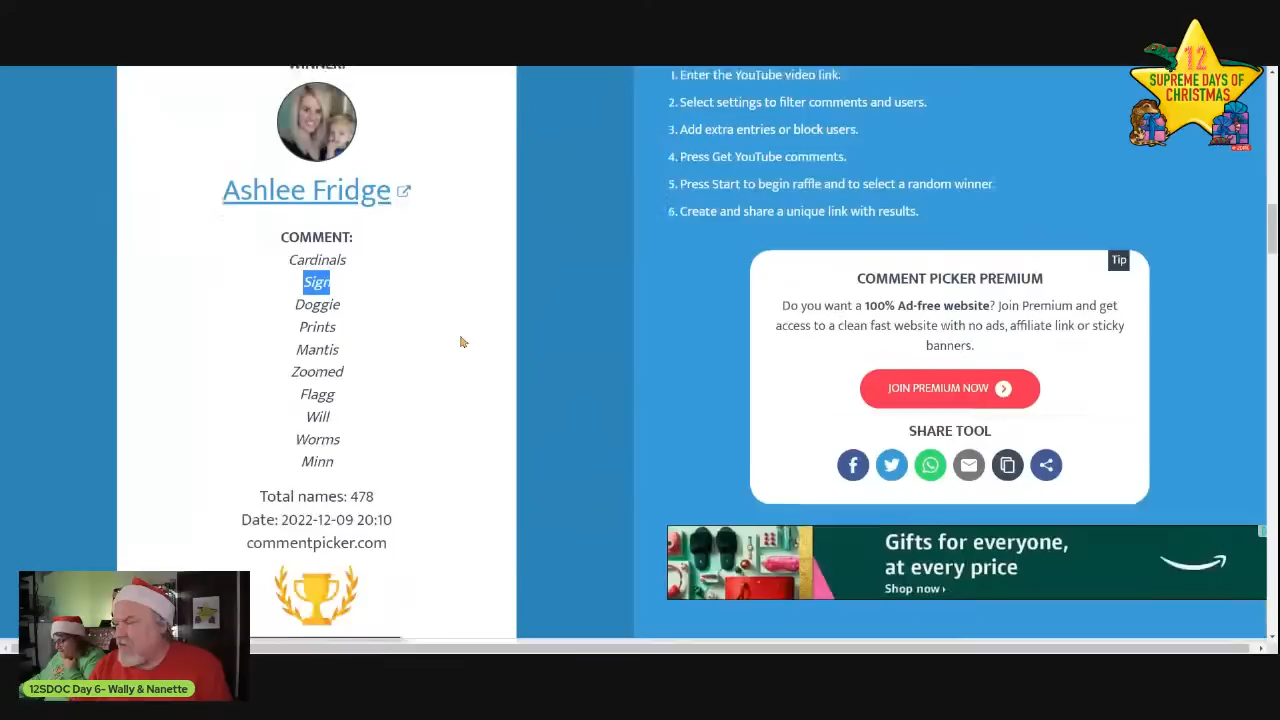 WINNER!
Ashlee Fridge
COMMENT:
Cardinals
Sign
Doggie
Prints
Mantis
Zoomed
Flagg
Will
Worms
Minn
Total names: 478
Date: 2022-12-09 20:10
commentpicker.com
1. Enter the YouTube video link.
2. Select settings to filter comments and users.
3. Add extra entries or block users.
4. Press Get YouTube comments.
5. Press Start to begin raffle and to select a random winner.
6. Create and share a unique link with results.
Tip
COMMENT PICKER PREMIUM
Do you want a 100% Ad-free website? Join Premium and get
access to a clean fast website with no ads, affiliate link or sticky
banners.
JOIN PREMIUM NOW
SHARE TOOL
Gifts for everyone,
at every price
Shop now ›
12
SUPREME DAYS OF
CHRISTMAS
12SDOC Day 6- Wally & Nanette